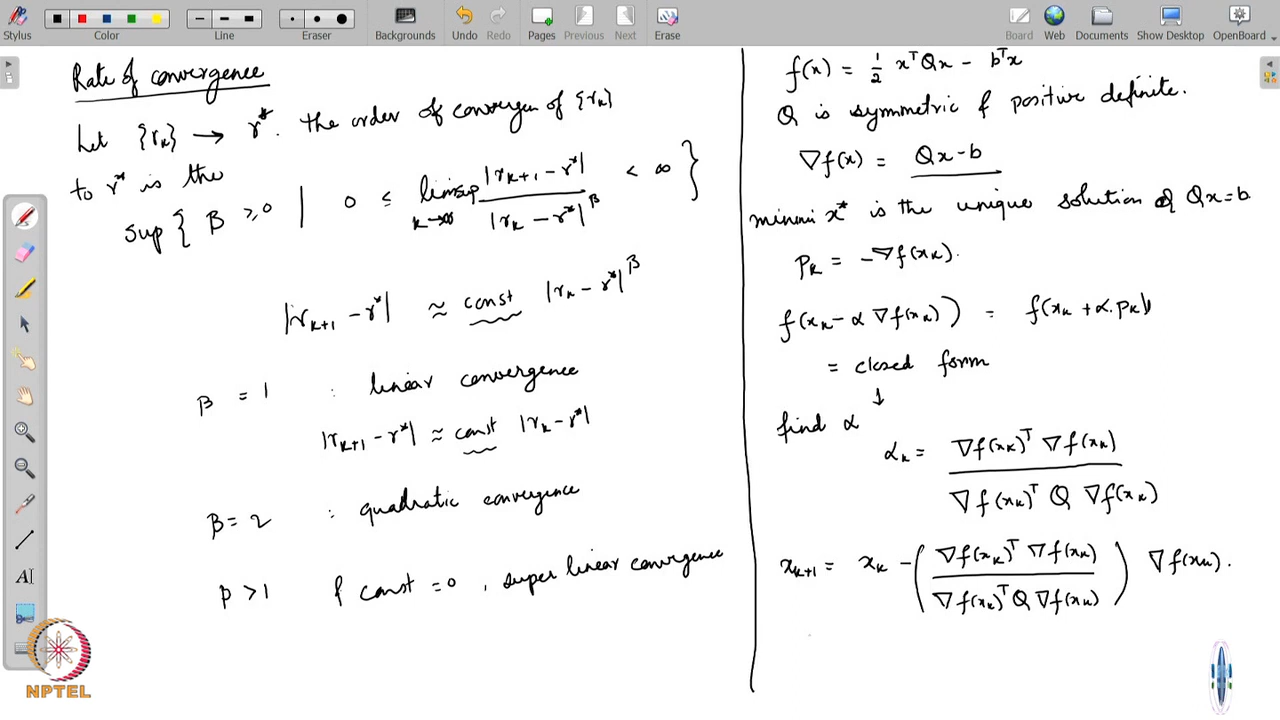 Stylus
Color
Line
Eraser
Backgrounds
Undo
Redo
Pages
Previous
Next
Erase
Board
Web
Documents
Show Desktop
OpenBoard
Rate of convergence
Let {r_k} → r*. the order of convergen of {r_k}
to r* is the
sup { β ≥ 0 | 0 ≤ limsup_{k→∞} |r_{k+1} - r*| / |r_k - r*|^β < ∞ }
|r_{k+1} - r*| ≈ const |r_k - r*|^β
β = 1 : linear convergence
|r_{k+1} - r*| ≈ const |r_k - r*|
β = 2 : quadratic convergence
p > 1 & const = 0, super linear convergence
f(x) = 1/2 x^T Qx - b^T x
Q is symmetric & positive definite.
∇f(x) = Qx-b
minimi x* is the unique solution of Qx=b
p_k = -∇f(x_k).
f(x_k - α ∇f(x_k)) = f(x_k + α.p_k)
= closed form
↓
find α
α_k = ∇f(x_k)^T ∇f(x_k) / ∇f(x_k)^T Q ∇f(x_k)
x_{k+1} = x_k - ( ∇f(x_k)^T ∇f(x_k) / ∇f(x_k)^T Q ∇f(x_k) ) ∇f(x_k).
AI
NPTEL